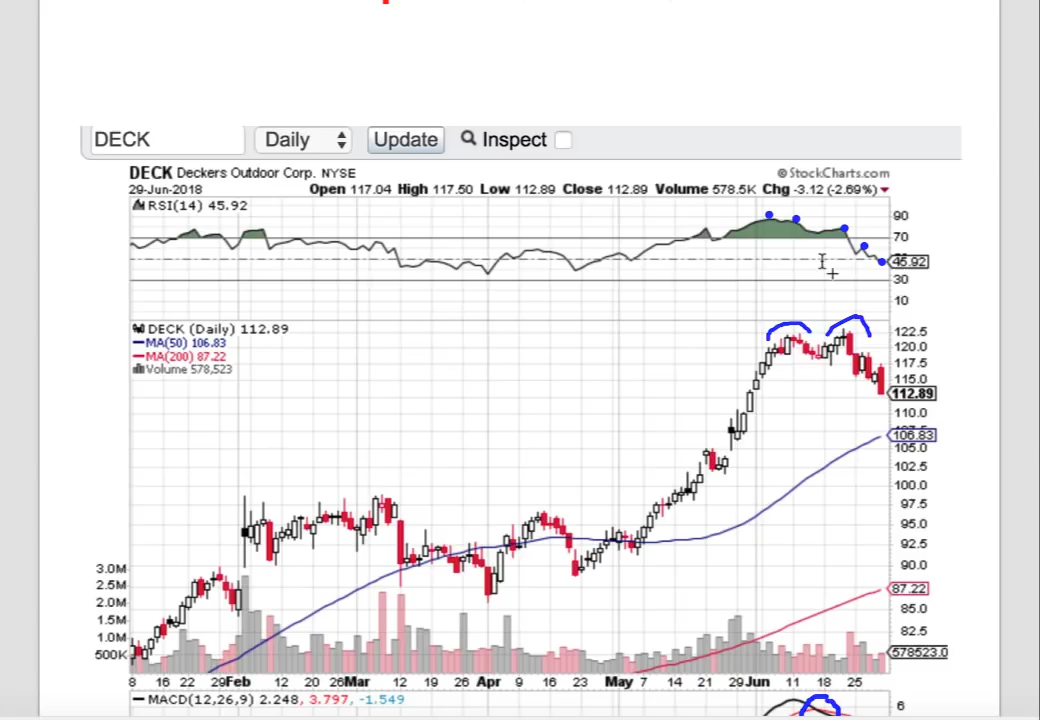 DECK Daily Update Inspect
DECK Deckers Outdoor Corp. NYSE © StockCharts.com
29-Jun-2018 Open 117.04 High 117.50 Low 112.89 Close 112.89 Volume 578.5K Chg -3.12 (-2.69%)
RSI(14) 45.92
90
70
45.92
30
10
DECK (Daily) 112.89
MA(50) 106.83
MA(200) 87.22
Volume 578,523
122.5
120.0
117.5
115.0
112.89
110.0
106.83
105.0
102.5
100.0
97.5
95.0
92.5
90.0
87.22
85.0
82.5
578523.0
3.0M
2.5M
2.0M
1.5M
1.0M
500K
8 16 22 29 Feb 12 20 26 Mar 12 19 26 Apr 9 16 23 May 7 14 21 29 Jun 11 18 25
MACD(12,26,9) 2.248, 3.797, -1.549
6